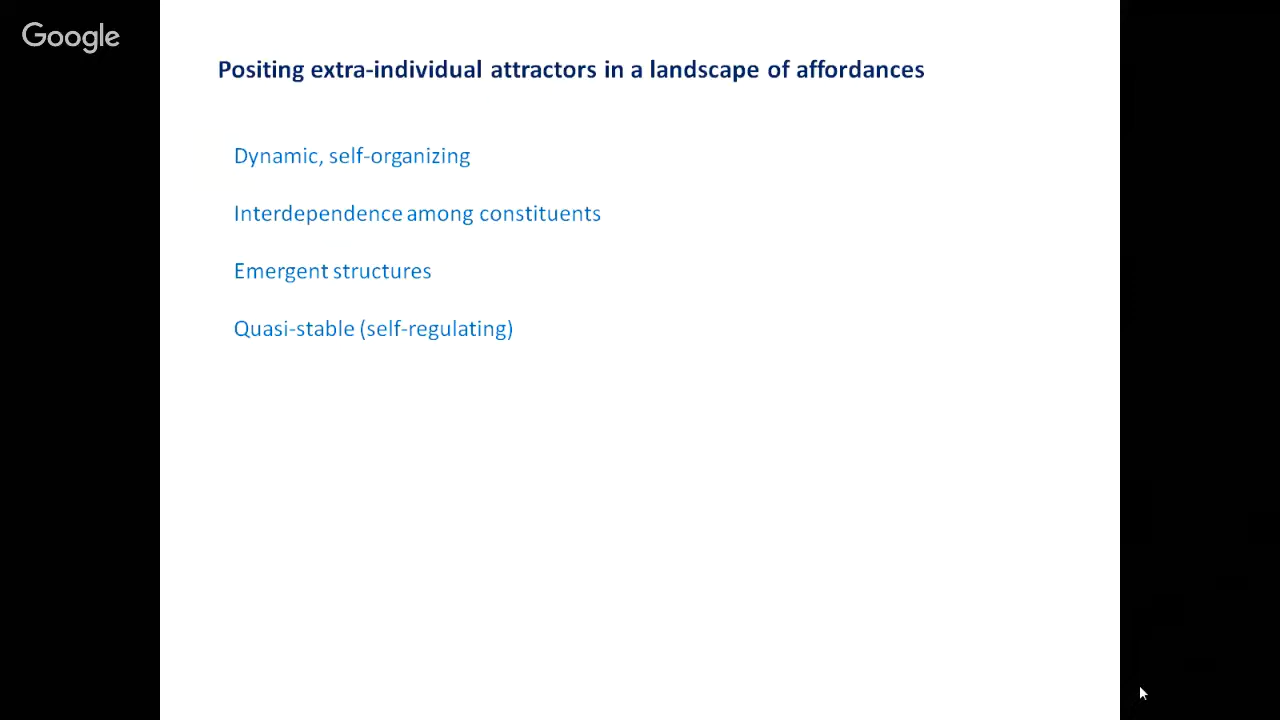 Google
Positing extra-individual attractors in a landscape of affordances
Dynamic, self-organizing
Interdependence among constituents
Emergent structures
Quasi-stable (self-regulating)